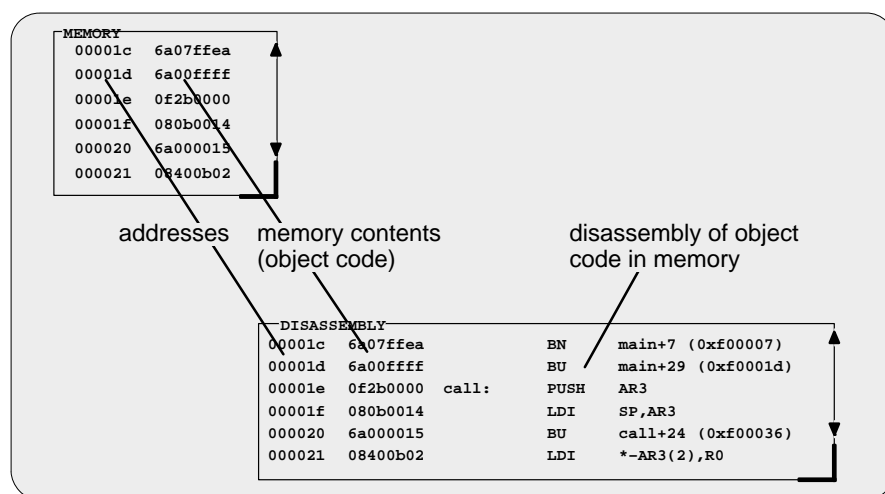 MEMORY
00001c 6a07ffea
00001d 6a00ffff
00001e 0f2b0000
00001f 080b0014
000020 6a000015
000021 08400b02
addresses memory contents disassembly of object
(object code) code in memory
DISASSEMBLY
00001c 6a07ffea BN main+7 (0xf00007)
00001d 6a00ffff BU main+29 (0xf0001d)
00001e 0f2b0000 call: PUSH AR3
00001f 080b0014 LDI SP,AR3
000020 6a000015 BU call+24 (0xf00036)
000021 08400b02 LDI *-AR3(2),R0